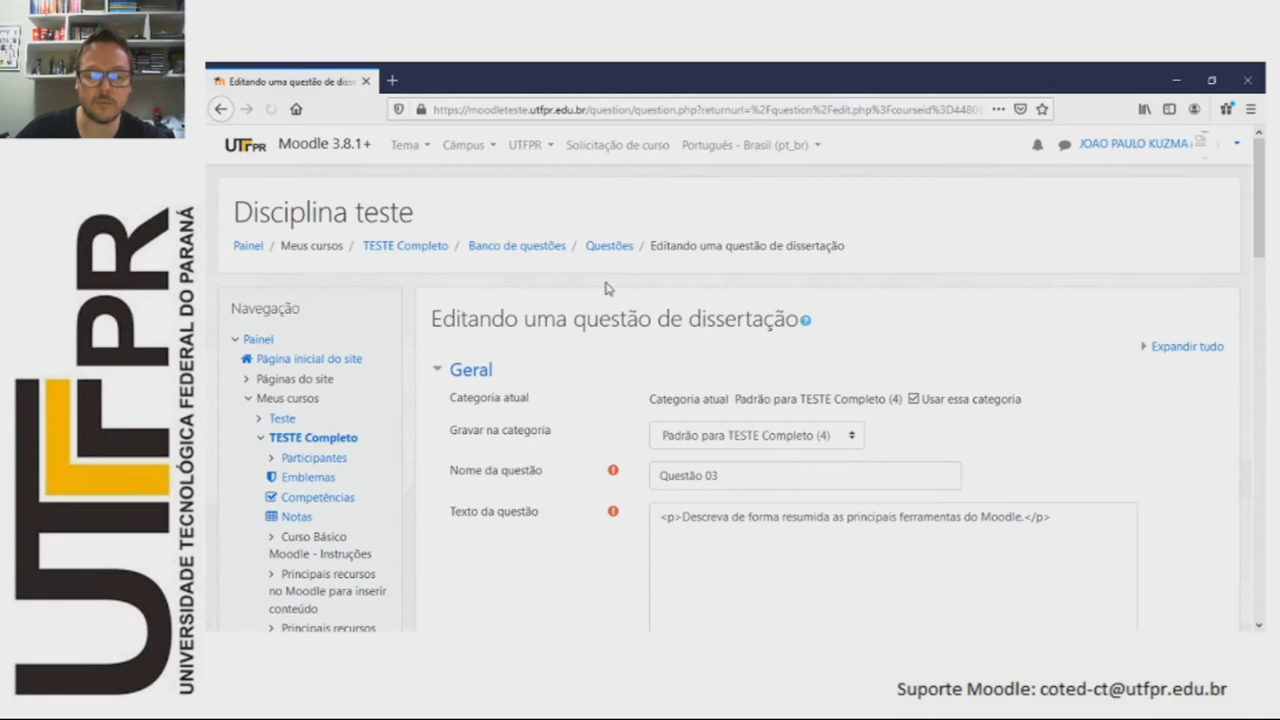 Editando uma questão de diss
https://moodleteste.utfpr.edu.br/question/question.php?returnurl=%2Fquestion%2Fedit.php%3Fcourseid%3D4480
UTFPR Moodle 3.8.1+ Tema Câmpus UTFPR Solicitação de curso Português - Brasil (pt_br) JOAO PAULO KUZMA
Disciplina teste
Painel / Meus cursos / TESTE Completo / Banco de questões / Questões / Editando uma questão de dissertação
Navegação
Painel
Página inicial do site
Páginas do site
Meus cursos
Teste
TESTE Completo
Participantes
Emblemas
Competências
Notas
Curso Básico
Moodle - Instruções
Principais recursos
no Moodle para inserir
conteúdo
Principais recursos
Editando uma questão de dissertação
Expandir tudo
Geral
Categoria atual Categoria atual Padrão para TESTE Completo (4) Usar essa categoria
Gravar na categoria Padrão para TESTE Completo (4)
Nome da questão Questão 03
Texto da questão <p>Descreva de forma resumida as principais ferramentas do Moodle.</p>
UTFPR
UNIVERSIDADE TECNOLÓGICA FEDERAL DO PARANÁ
Suporte Moodle: coted-ct@utfpr.edu.br